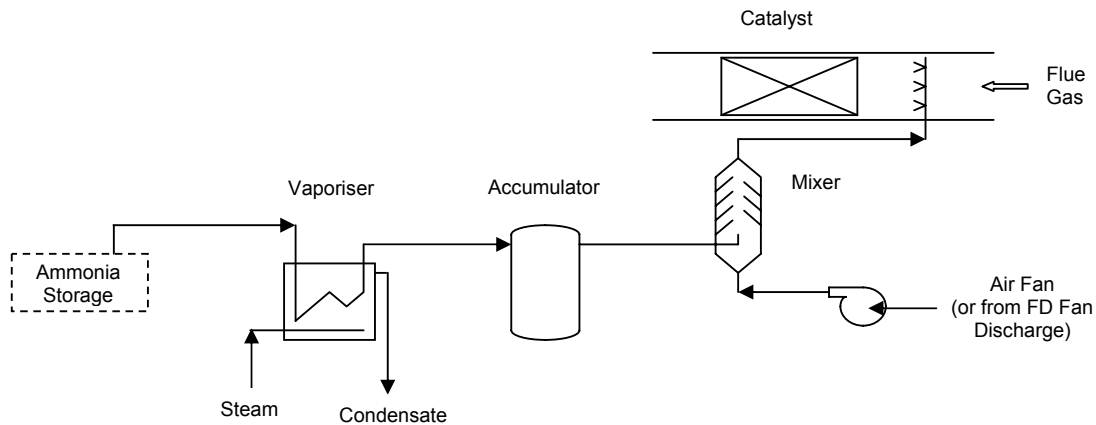 Catalyst
Flue
Gas
Vaporiser
Accumulator
Mixer
Ammonia
Storage
Air Fan
(or from FD Fan
Discharge)
Steam
Condensate